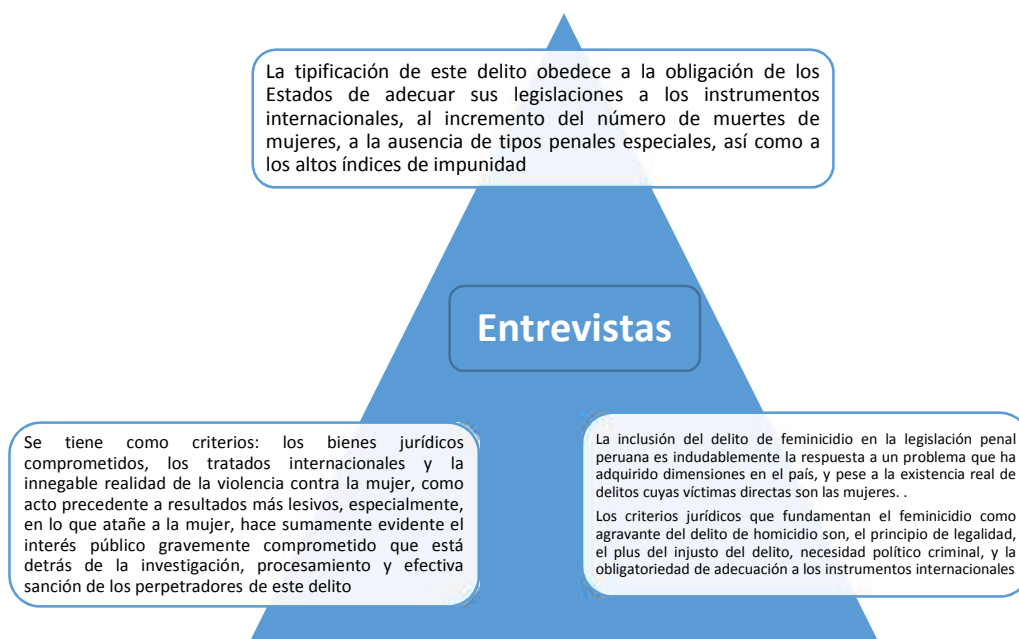 La tipificación de este delito obedece a la obligación de los
Estados de adecuar sus legislaciones a los instrumentos
internacionales, al incremento del número de muertes de
mujeres, a la ausencia de tipos penales especiales, así como a
los altos índices de impunidad
Entrevistas
Se tiene como criterios: los bienes jurídicos
comprometidos, los tratados internacionales y la
innegable realidad de la violencia contra la mujer, como
acto precedente a resultados más lesivos, especialmente,
en lo que atañe a la mujer, hace sumamente evidente el
interés público gravemente comprometido que está
detrás de la investigación, procesamiento y efectiva
sanción de los perpetradores de este delito
La inclusión del delito de feminicidio en la legislación penal
peruana es indudablemente la respuesta a un problema que ha
adquirido dimensiones en el país, y pese a la existencia real de
delitos cuyas víctimas directas son las mujeres. .
Los criterios jurídicos que fundamentan el feminicidio como
agravante del delito de homicidio son, el principio de legalidad,
el plus del injusto del delito, necesidad político criminal, y la
obligatoriedad de adecuación a los instrumentos internacionales